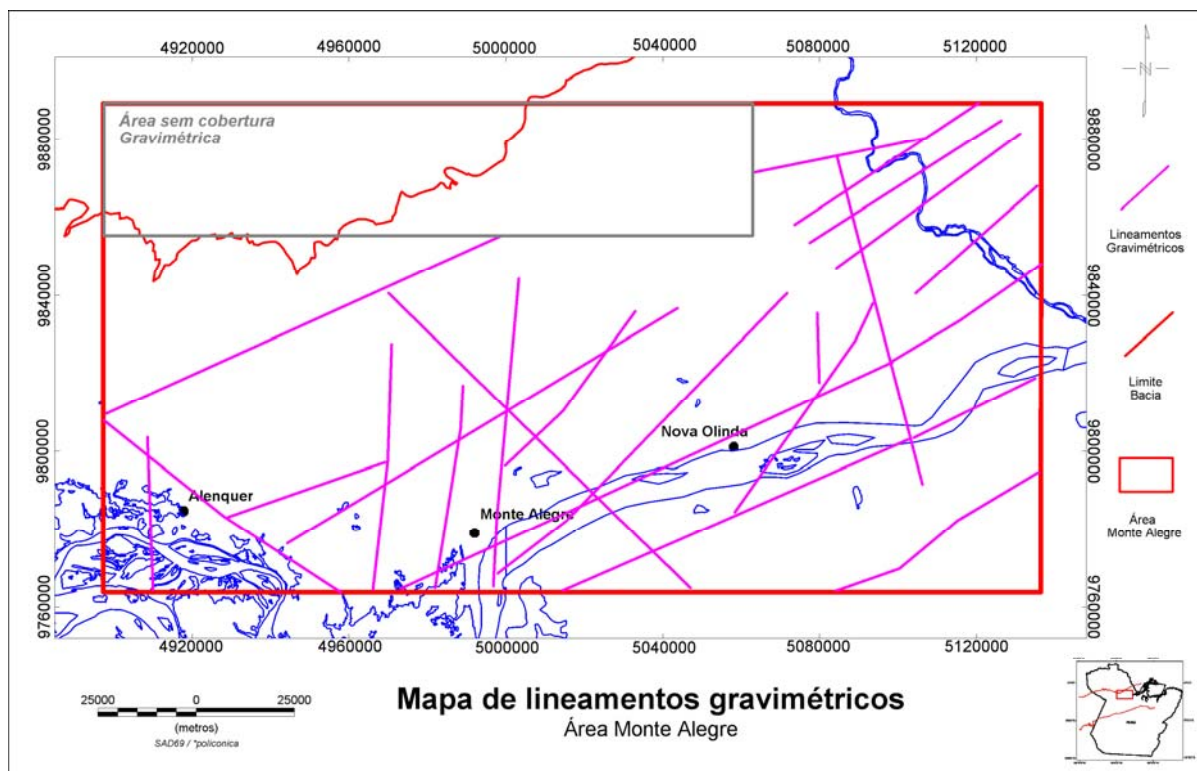 4920000 4960000 5000000 5040000 5080000 5120000
Área sem cobertura
Gravimétrica
9880000
9880000
N
Lineamentos
Gravimétricos
9840000
9840000
Limite
Bacia
Nova Olinda
9800000
9800000
Alenquer
Monte Alegre
Área
Monte Alegre
9760000
9760000
4920000 4960000 5000000 5040000 5080000 5120000
25000 0 25000
(metros)
SAD69 / *policonica
Mapa de lineamentos gravimétricos
Área Monte Alegre